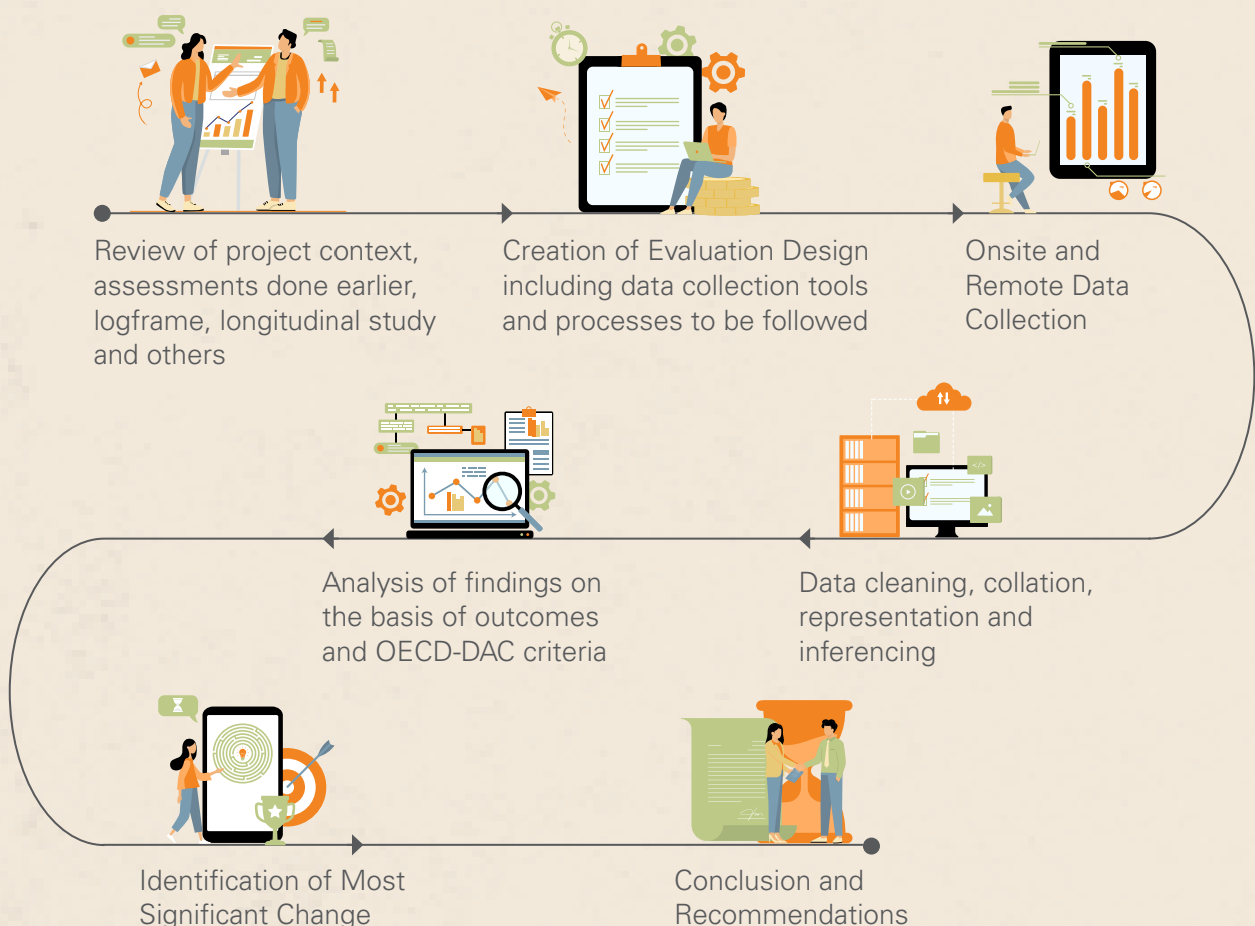 Review of project context,
assessments done earlier,
logframe, longitudinal study
and others
Creation of Evaluation Design
including data collection tools
and processes to be followed
Onsite and
Remote Data
Collection
Data cleaning, collation,
representation and
inferencing
Analysis of findings on
the basis of outcomes
and OECD-DAC criteria
Identification of Most
Significant Change
Conclusion and
Recommendations